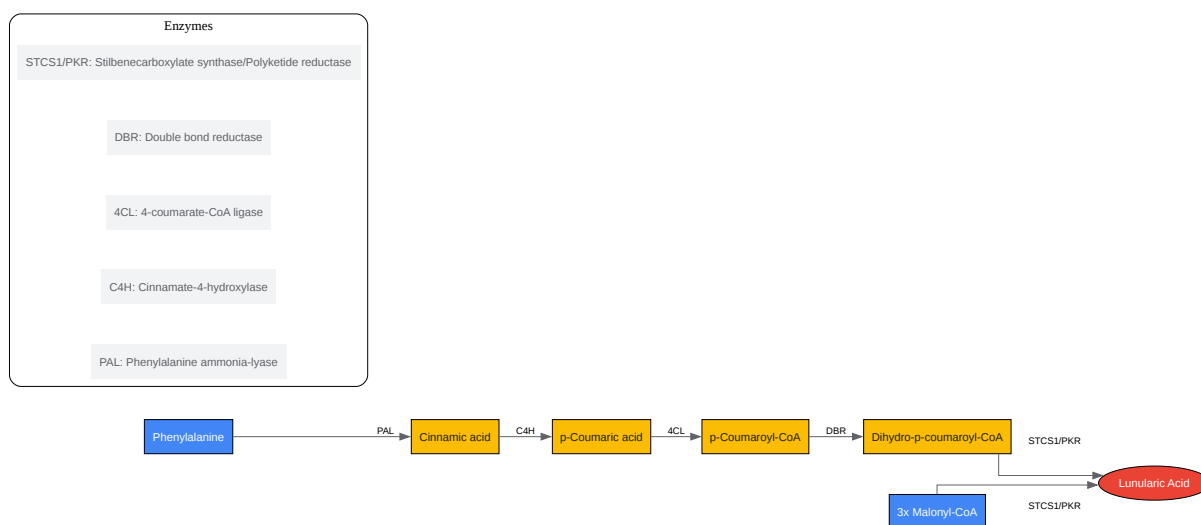 Enzymes
STCS1/PKR: Stilbenecarboxylate synthase/Polyketide reductase
DBR: Double bond reductase
4CL: 4-coumarate-CoA ligase
C4H: Cinnamate-4-hydroxylase
PAL: Phenylalanine ammonia-lyase
Phenylalanine
PAL
Cinnamic acid
C4H
p-Coumaric acid
4CL
p-Coumaroyl-CoA
DBR
Dihydro-p-coumaroyl-CoA
STCS1/PKR
Lunularic Acid
3x Malonyl-CoA
STCS1/PKR